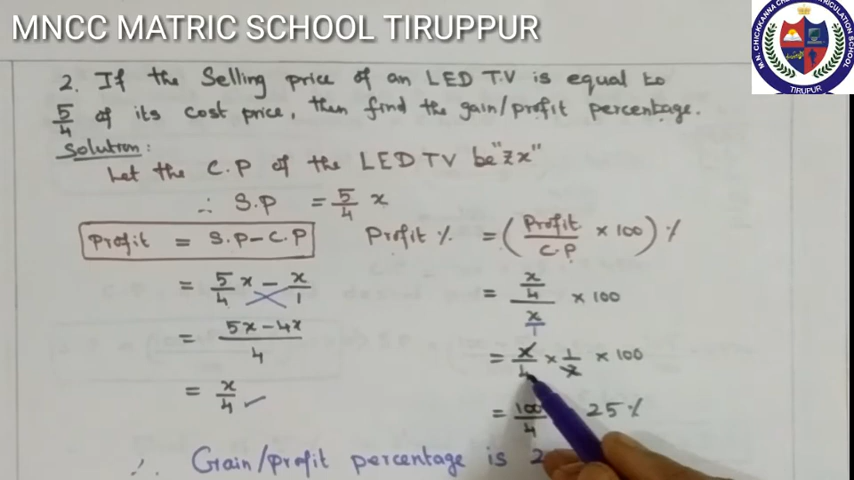 MNCC MATRIC SCHOOL TIRUPPUR
2. If the Selling price of an LED T.V is equal to
5/4 of its cost price, then find the gain/profit percentage.
Solution:
Let the C.P of the LED TV be "₹x"
∴ S.P = 5/4 x
Profit = S.P - C.P
= 5/4 x - x/1
= 5x - 4x / 4
= x/4 ✓
Profit % = (Profit / C.P × 100) %
= x/4 / x/1 × 100
= x/4 × 1/x × 100
= 100/4 25 %
∴ Gain/profit percentage is 2
TIRUPUR